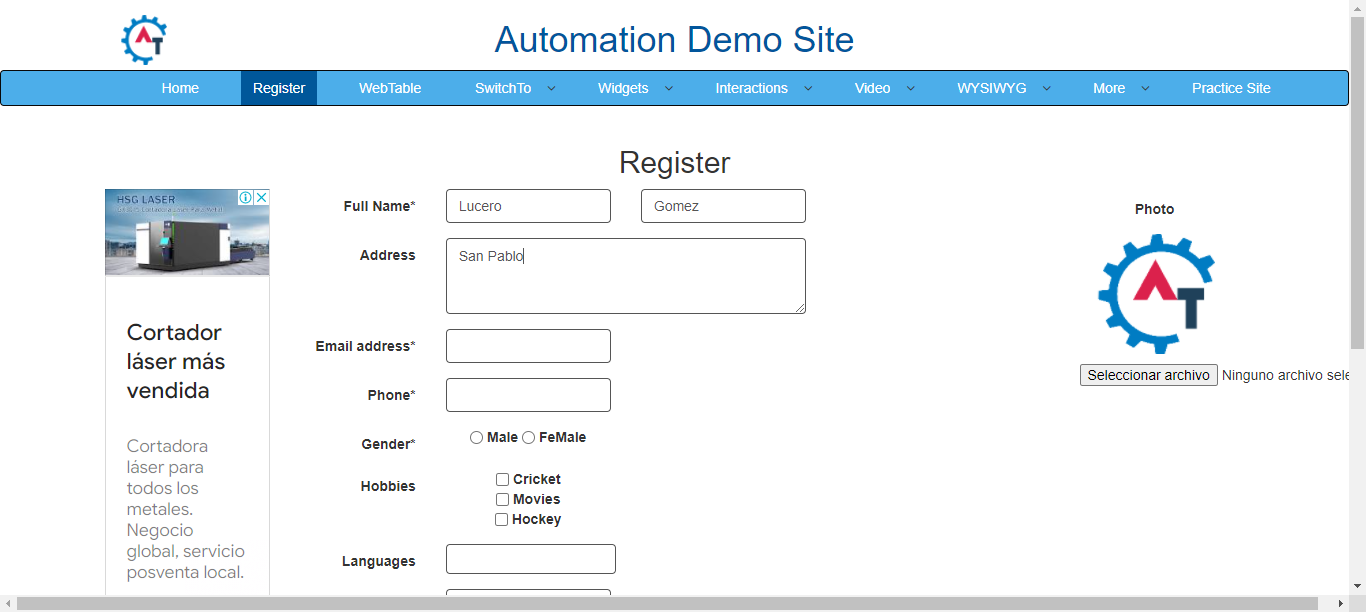 Automation Demo Site
Home Register WebTable SwitchTo Widgets Interactions Video WYSIWYG More Practice Site
Register
HSG LASER
Full Name* Lucero Gomez
Photo
Address San Pablo
Cortador
láser más
vendida
Email address*
Seleccionar archivo Ninguno archivo sele
Phone*
Cortadora
láser para
todos los
metales.
Negocio
global, servicio
posventa local.
Gender* Male FeMale
Hobbies Cricket
Movies
Hockey
Languages